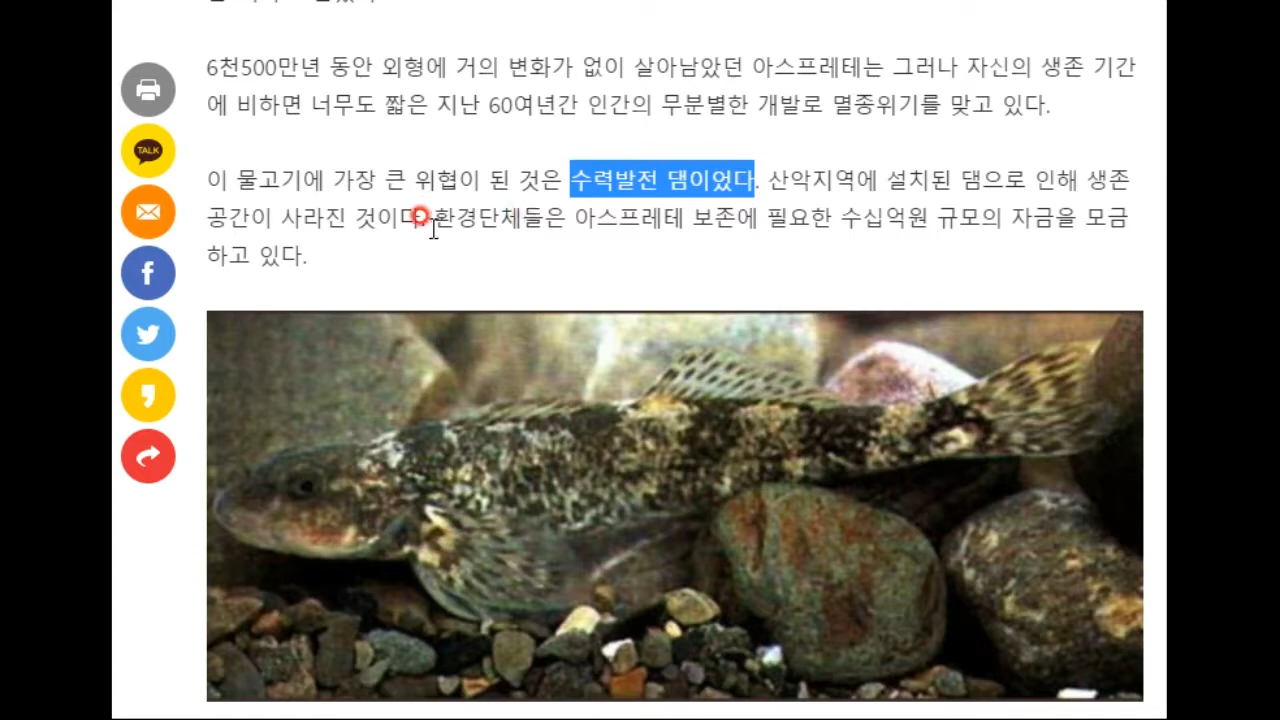 6천500만년 동안 외형에 거의 변화가 없이 살아남았던 아스프레테는 그러나 자신의 생존 기간
에 비하면 너무도 짧은 지난 60여년간 인간의 무분별한 개발로 멸종위기를 맞고 있다.
TALK
이 물고기에 가장 큰 위협이 된 것은 수력발전 댐이었다. 산악지역에 설치된 댐으로 인해 생존
공간이 사라진 것이다. 환경단체들은 아스프레테 보존에 필요한 수십억원 규모의 자금을 모금
하고 있다.